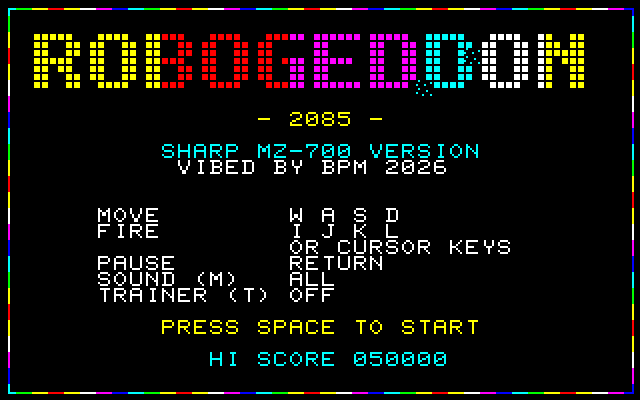 ROBOGEDDON
- 2085 -
SHARP MZ-700 VERSION
VIBED BY BPM 2026
MOVE W A S D
FIRE I J K L
OR CURSOR KEYS
PAUSE RETURN
SOUND (M) ALL
TRAINER (T) OFF
PRESS SPACE TO START
HI SCORE 050000